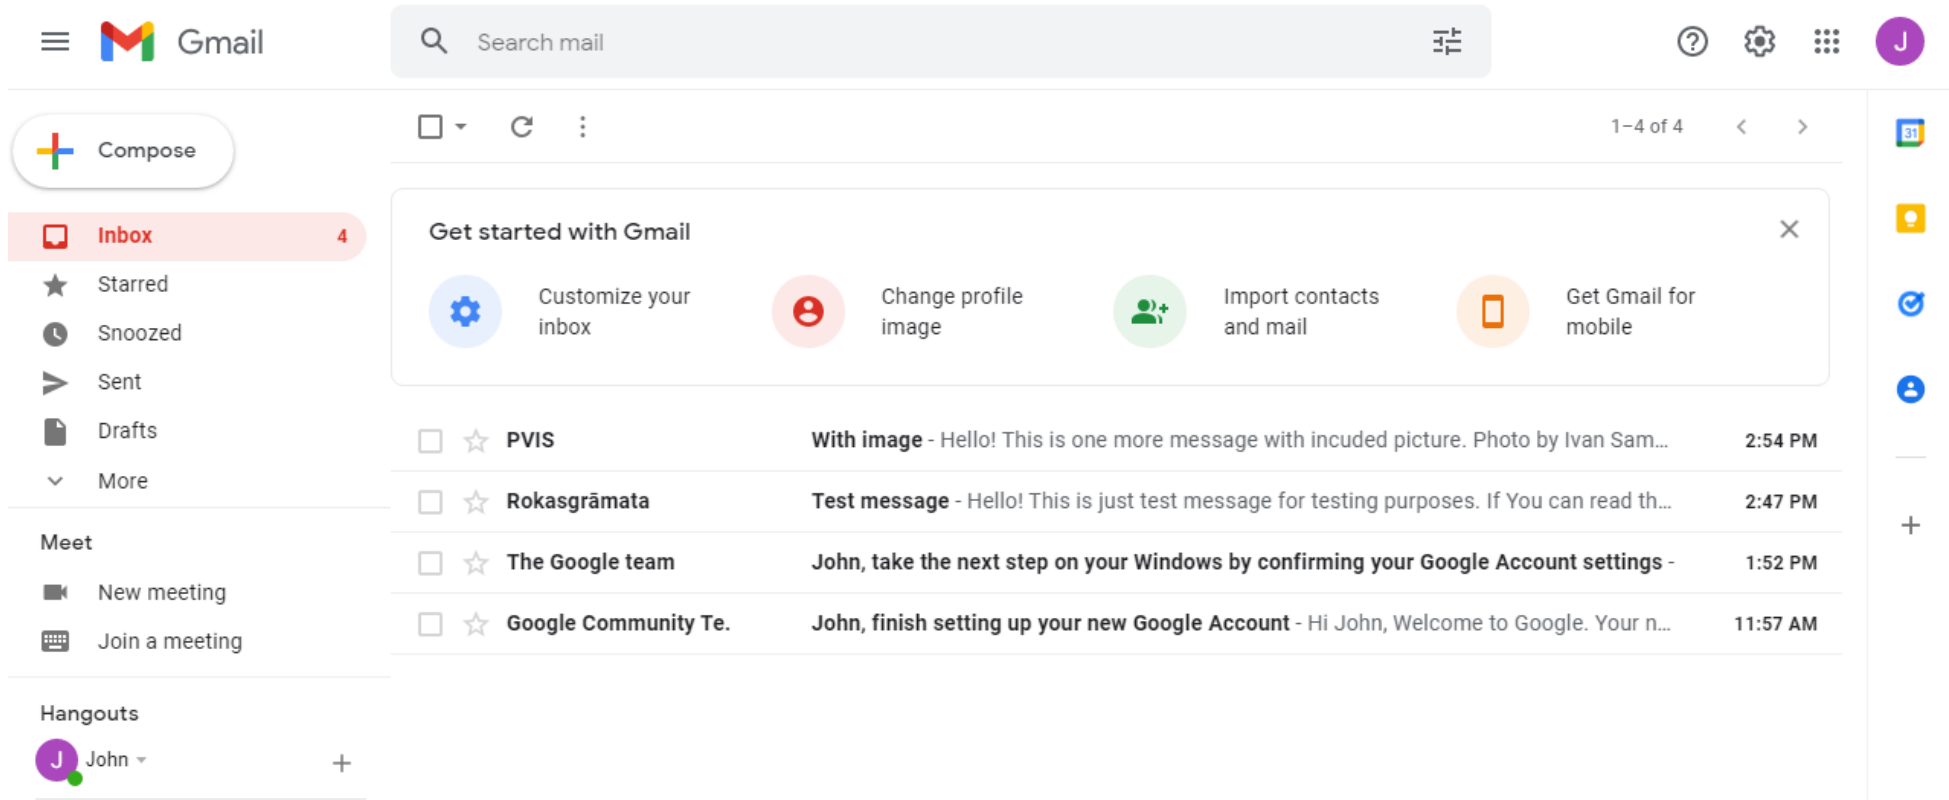 Gmail
Search mail
J
Compose
1–4 of 4
31
Inbox 4
Starred
Snoozed
Sent
Drafts
More
Get started with Gmail
Customize your
inbox
Change profile
image
Import contacts
and mail
Get Gmail for
mobile
PVIS With image - Hello! This is one more message with incuded picture. Photo by Ivan Sam... 2:54 PM
Rokasgrāmata Test message - Hello! This is just test message for testing purposes. If You can read th... 2:47 PM
The Google team John, take the next step on your Windows by confirming your Google Account settings - 1:52 PM
Google Community Te. John, finish setting up your new Google Account - Hi John, Welcome to Google. Your n... 11:57 AM
Meet
New meeting
Join a meeting
Hangouts
J John